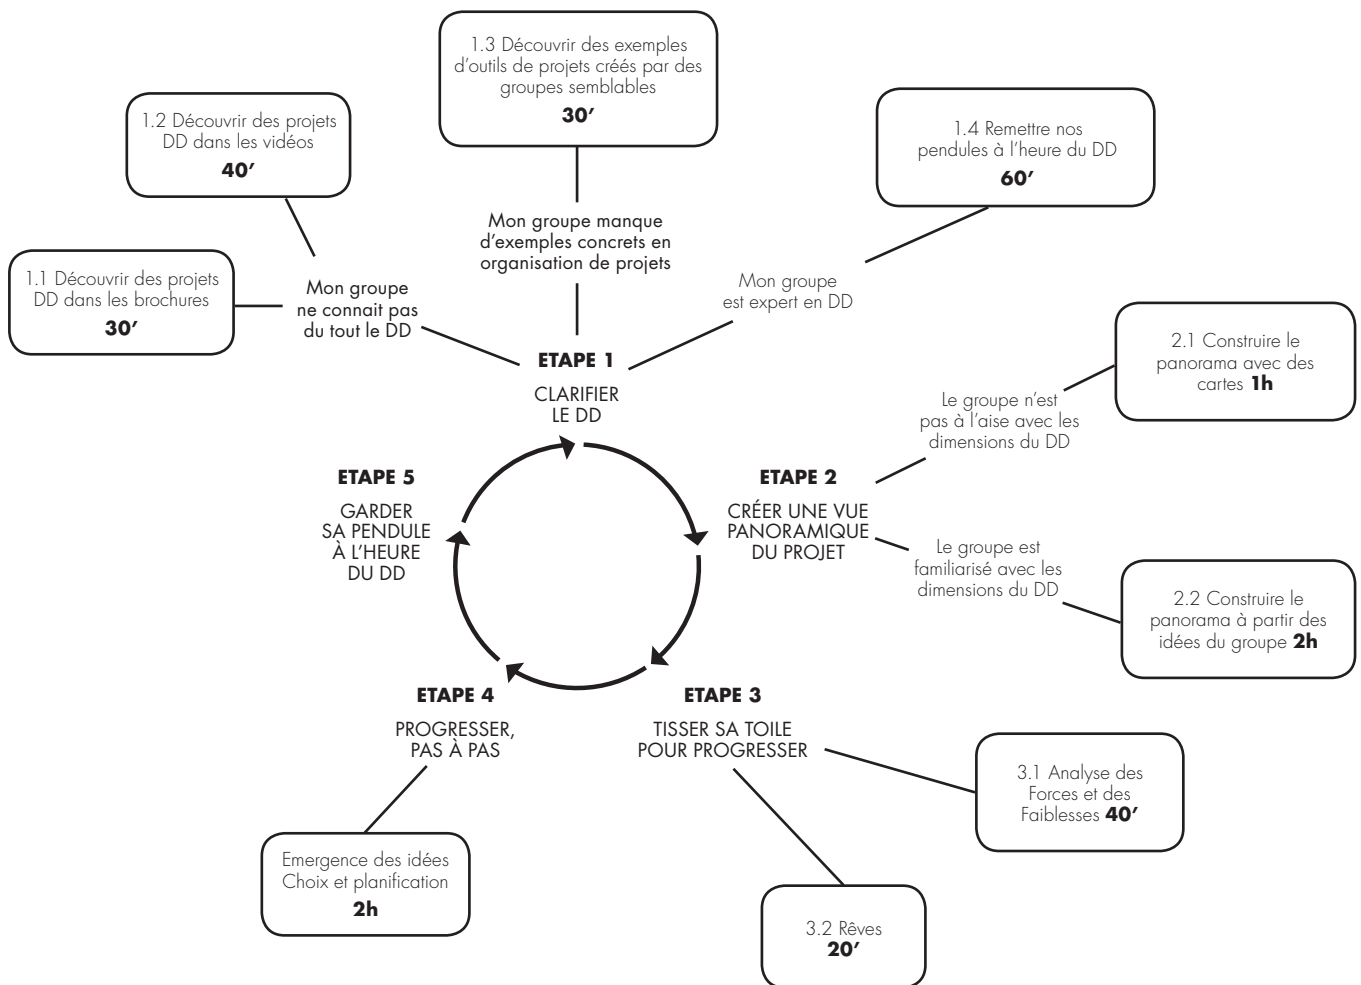 1.3 Découvrir des exemples
d'outils de projets créés par des
groupes semblables
30′
1.2 Découvrir des projets
DD dans les vidéos
40′
1.4 Remettre nos
pendules à l'heure du DD
60′
1.1 Découvrir des projets
DD dans les brochures
30′
Mon groupe
ne connait pas
du tout le DD
Mon groupe manque
d'exemples concrets en
organisation de projets
Mon groupe
est expert en DD
ETAPE 1
CLARIFIER
LE DD
2.1 Construire le
panorama avec des
cartes 1h
Le groupe n'est
pas à l'aise avec les
dimensions du DD
ETAPE 2
CRÉER UNE VUE
PANORAMIQUE
DU PROJET
Le groupe est
familiarisé avec les
dimensions du DD
2.2 Construire le
panorama à partir des
idées du groupe 2h
ETAPE 5
GARDER
SA PENDULE
À L'HEURE
DU DD
ETAPE 4
PROGRESSER,
PAS À PAS
ETAPE 3
TISSER SA TOILE
POUR PROGRESSER
3.1 Analyse des
Forces et des
Faiblesses 40′
Emergence des idées
Choix et planification
2h
3.2 Rêves
20′